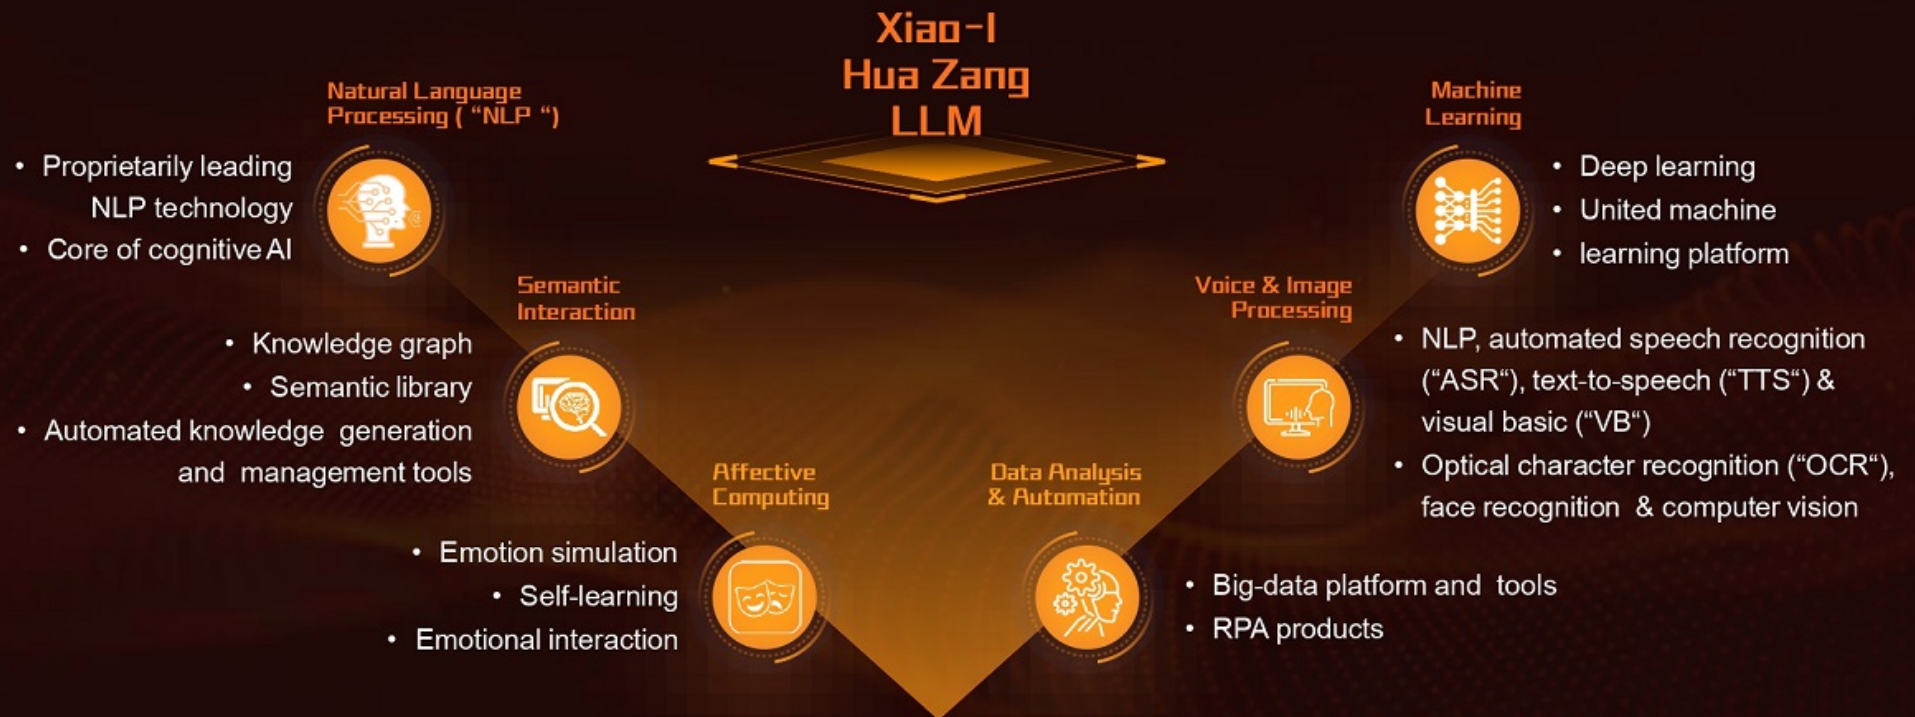 Xiao-I
Hua Zang
LLM
Natural Language
Processing ( “NLP “)
• Proprietarily leading
NLP technology
• Core of cognitive AI
Semantic
Interaction
• Knowledge graph
• Semantic library
• Automated knowledge generation
and management tools
Affective
Computing
• Emotion simulation
• Self-learning
• Emotional interaction
Data Analysis
& Automation
• Big-data platform and tools
• RPA products
Voice & Image
Processing
• NLP, automated speech recognition
(“ASR“), text-to-speech (“TTS“) &
visual basic (“VB“)
• Optical character recognition (“OCR“),
face recognition & computer vision
Machine
Learning
• Deep learning
• United machine
• learning platform